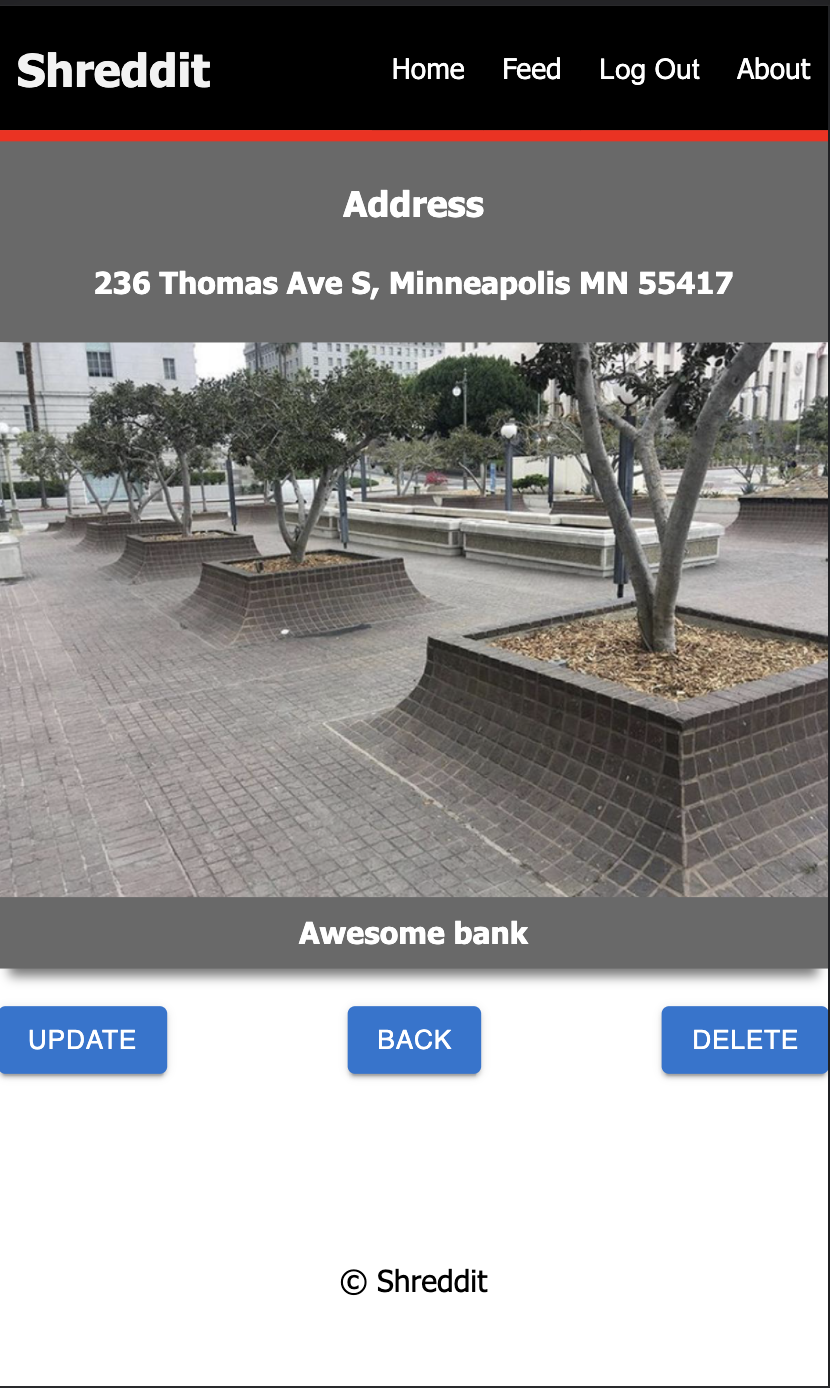 Shreddit Home Feed Log Out About
Address
236 Thomas Ave S, Minneapolis MN 55417
Awesome bank
UPDATE BACK DELETE
© Shreddit